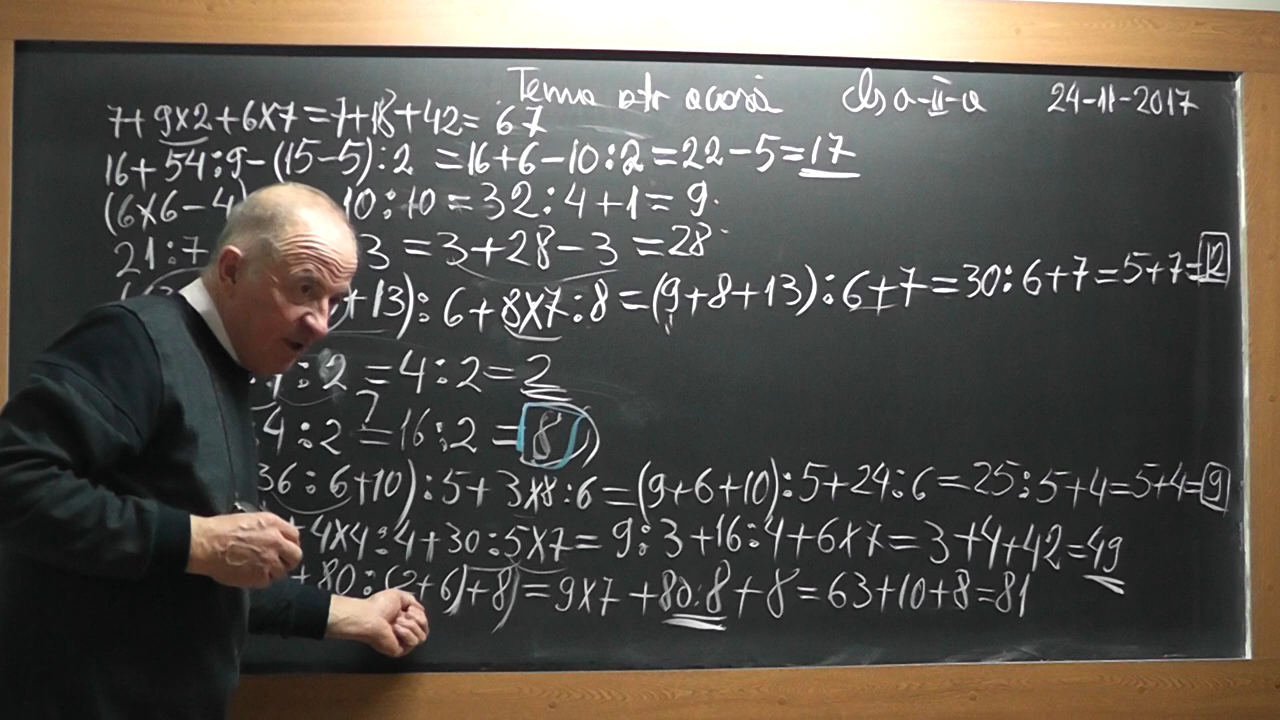 Tema ptr acasă cls a-II-a 24-11-2017
7+9x2+6x7=7+18+42=67
16+54:9-(15-5):2=16+6-10:2=22-5=17
(6x6-4) 10:10=32:4+1=9.
21:7 3=3+28-3=28
+13):6+8x7:8=(9+8+13):6+7=30:6+7=5+7=12
:2=4:2=2
4:2=16:2=8
36:6+10):5+3x8:6=(9+6+10):5+24:6=25:5+4=5+4=9
+4x4:4+30:5x7=9:3+16:4+6x7=3+4+42=49
+80:(2+6)+8)=9x7+80:8+8=63+10+8=81